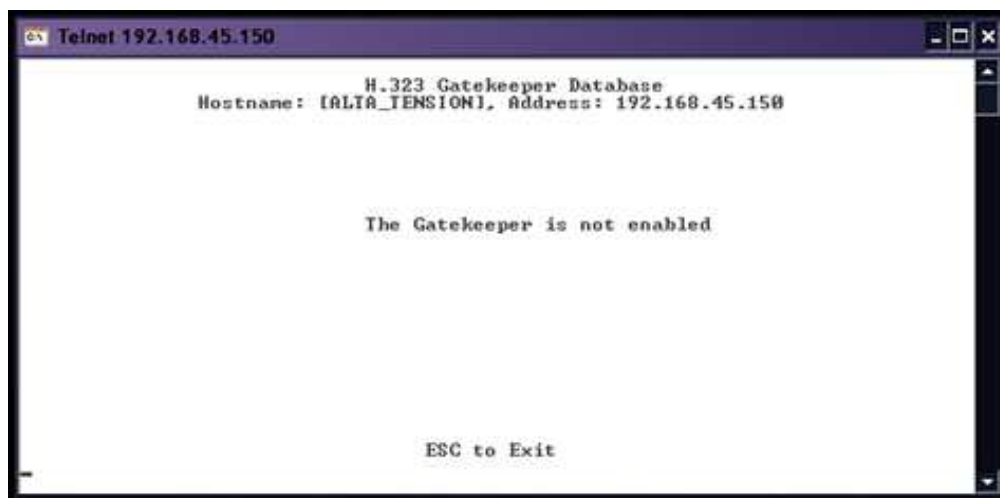 Telnet 192.168.45.150
H.323 Gatekeeper Database
Hostname: [ALTA_TENSION], Address: 192.168.45.150
The Gatekeeper is not enabled
ESC to Exit